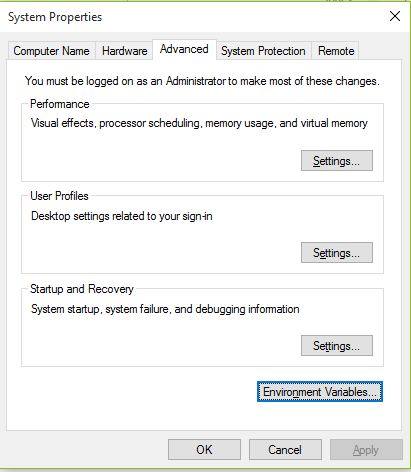 System Properties
Computer Name Hardware Advanced System Protection Remote
You must be logged on as an Administrator to make most of these changes.
Performance
Visual effects, processor scheduling, memory usage, and virtual memory
Settings...
User Profiles
Desktop settings related to your sign-in
Settings...
Startup and Recovery
System startup, system failure, and debugging information
Settings...
Environment Variables...
OK Cancel Apply